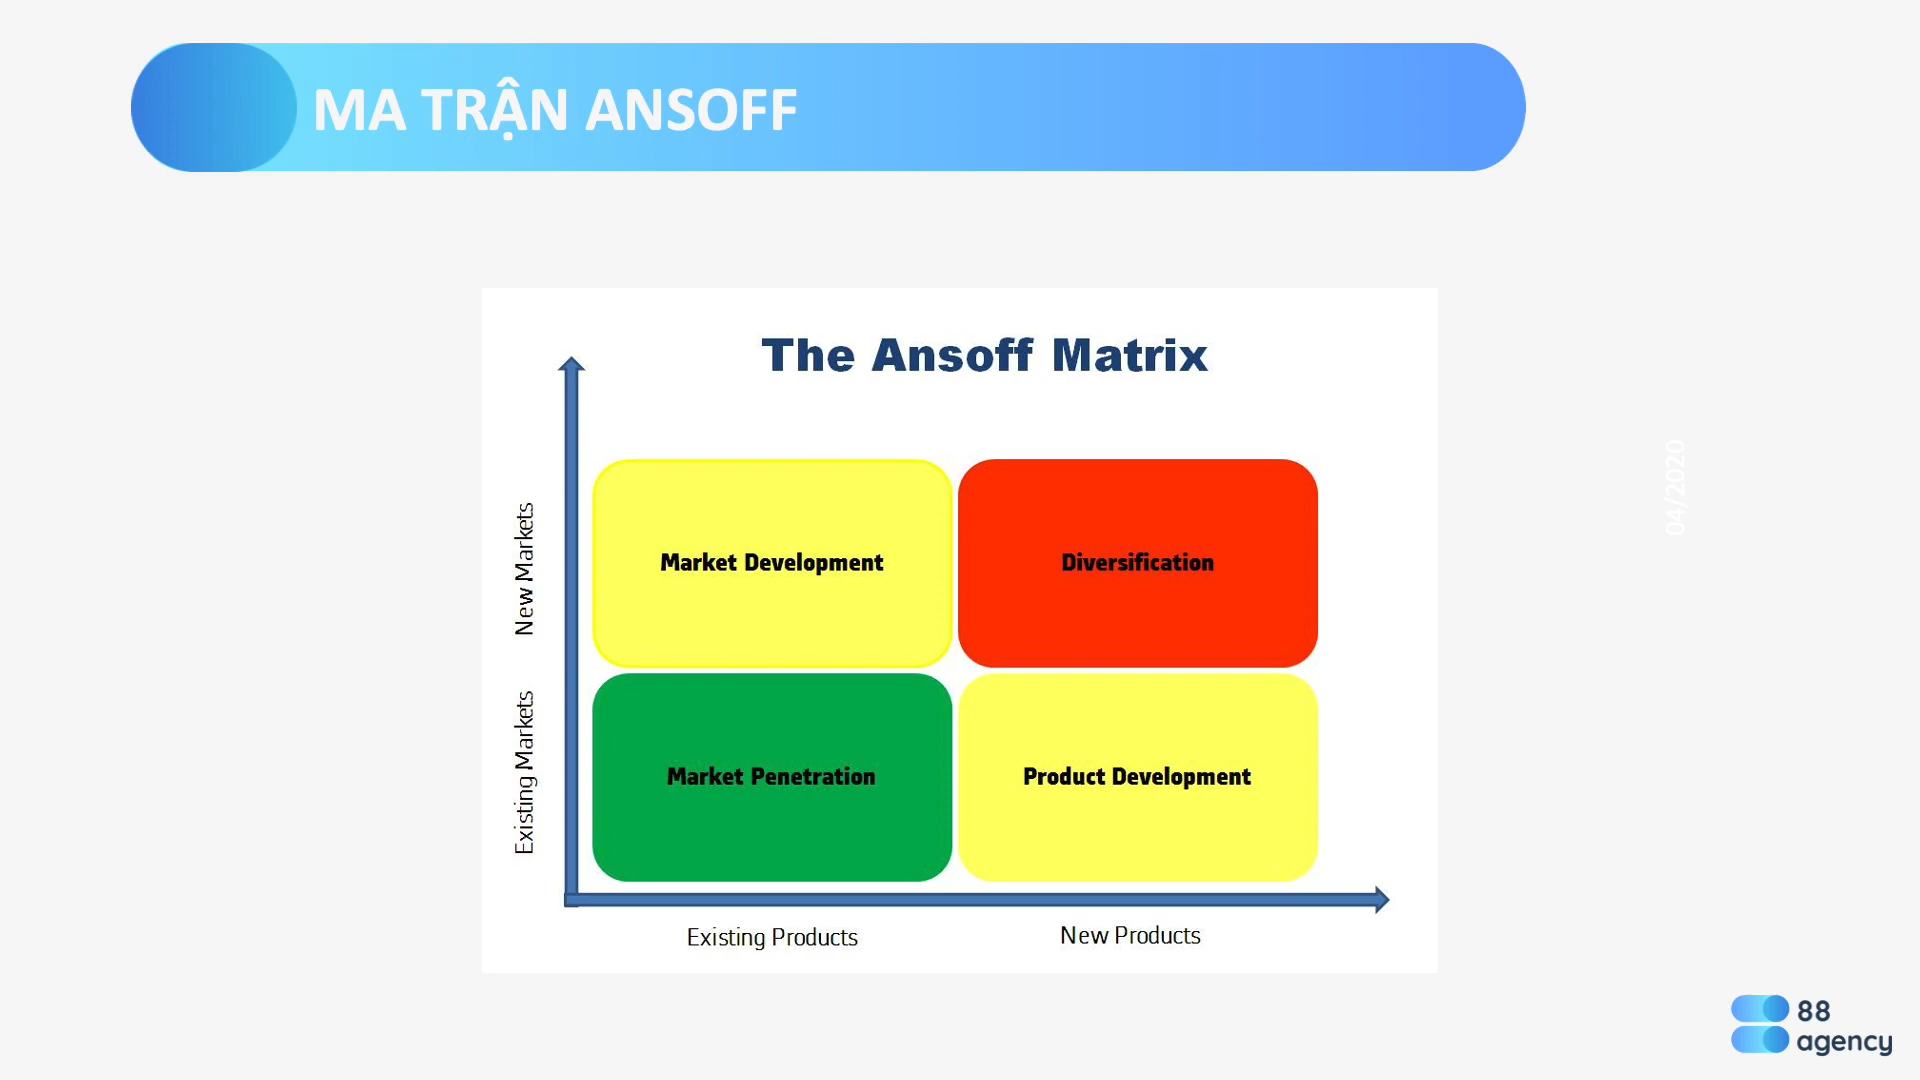 MA TRẬN ANSOFF
The Ansoff Matrix
New Markets
Market Development
Diversification
Existing Markets
Market Penetration
Product Development
Existing Products
New Products
04/2020
88
agency